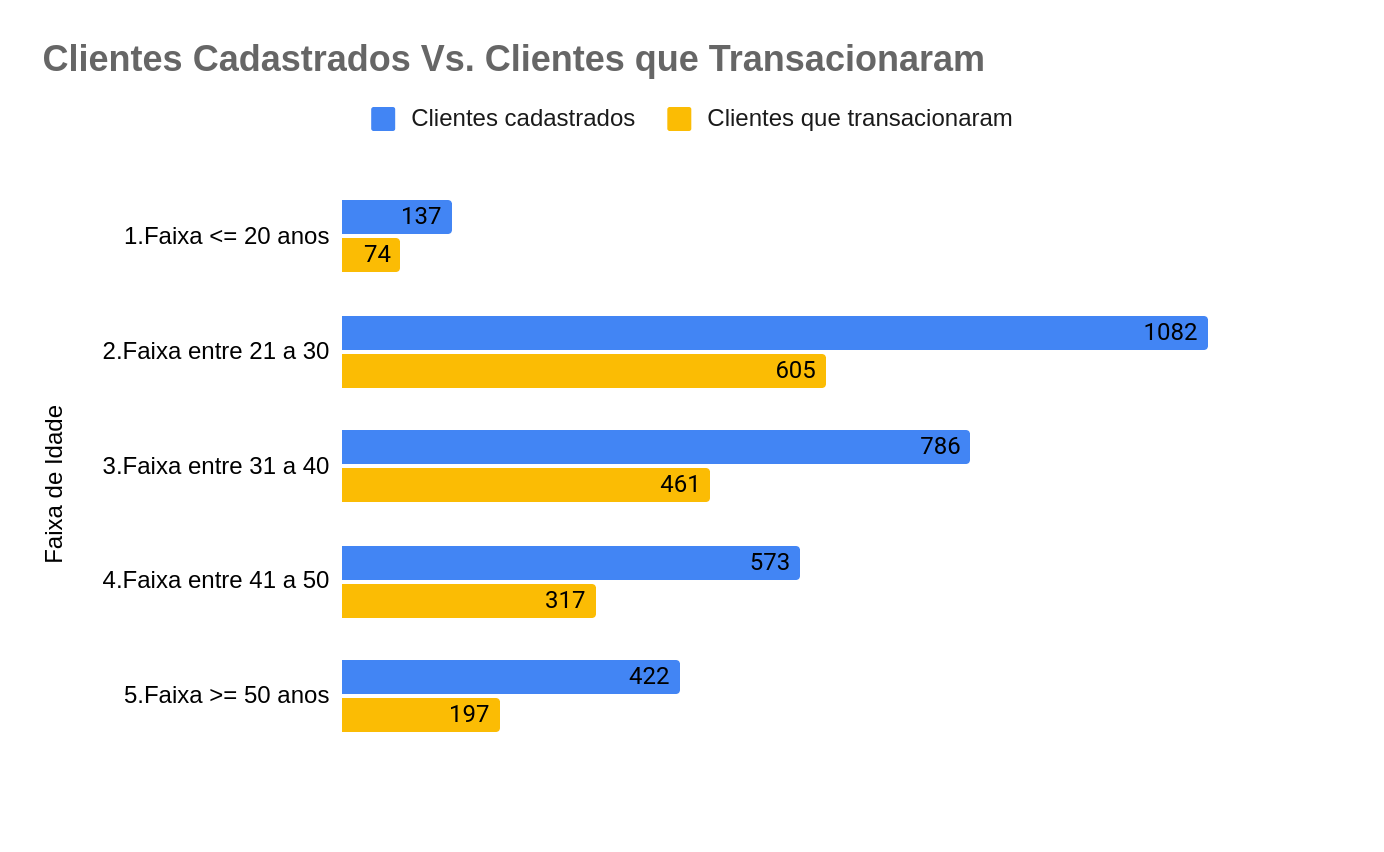 Clientes Cadastrados Vs. Clientes que Transacionaram
Clientes cadastrados
Clientes que transacionaram
Faixa de Idade
1.Faixa <= 20 anos
137
74
2.Faixa entre 21 a 30
1082
605
3.Faixa entre 31 a 40
786
461
4.Faixa entre 41 a 50
573
317
5.Faixa >= 50 anos
422
197